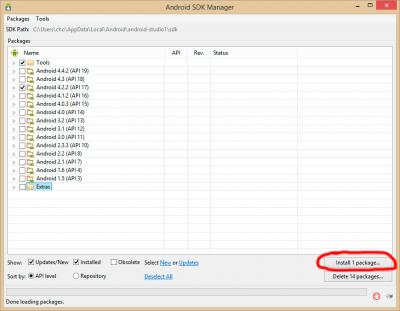 Android SDK Manager
Packages Tools
SDK Path: C:\Users\cho\AppData\Local\Android\android-studio1\sdk
Packages
Name API Rev. Status
Tools
Android 4.4.2 (API 19)
Android 4.3 (API 18)
Android 4.2.2 (API 17)
Android 4.1.2 (API 16)
Android 4.0.3 (API 15)
Android 4.0 (API 14)
Android 3.2 (API 13)
Android 3.1 (API 12)
Android 3.0 (API 11)
Android 2.3.3 (API 10)
Android 2.2 (API 8)
Android 2.1 (API 7)
Android 1.6 (API 4)
Android 1.5 (API 3)
Extras
Show: Updates/New Installed Obsolete Select New or Updates Install 1 package...
Sort by: API level Repository Deselect All Delete 14 packages...
Done loading packages.